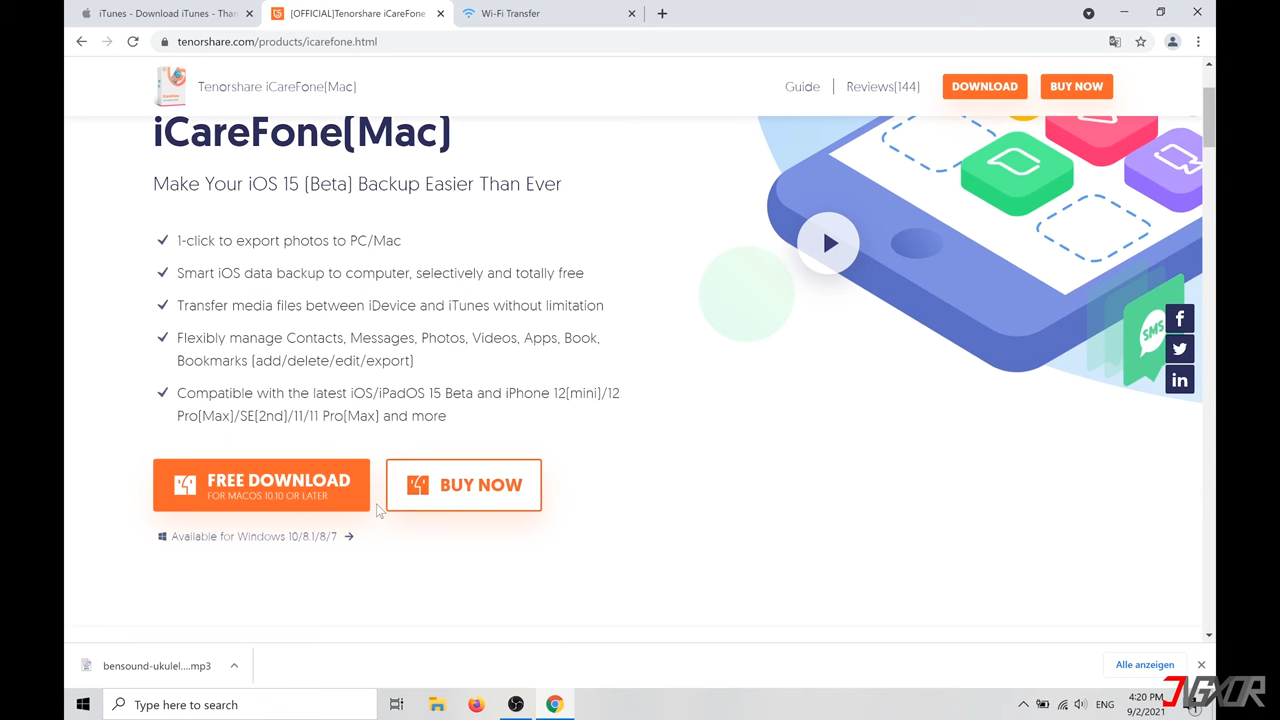 iTunes - Download iTunes - Than
[OFFICIAL]Tenorshare iCareFone
Wi-Fi Transfer
tenorshare.com/products/icarefone.html
Tenorshare iCareFone(Mac)
Guide
Reviews(144)
DOWNLOAD
BUY NOW
iCareFone(Mac)
Make Your iOS 15 (Beta) Backup Easier Than Ever
1-click to export photos to PC/Mac
Smart iOS data backup to computer, selectively and totally free
Transfer media files between iDevice and iTunes without limitation
Flexibly manage Contacts, Messages, Photos, Videos, Apps, Book,
Bookmarks (add/delete/edit/export)
Compatible with the latest iOS/iPadOS 15 Beta and iPhone 12(mini)/12
Pro(Max)/SE(2nd)/11/11 Pro(Max) and more
SMS
FREE DOWNLOAD
FOR MACOS 10.10 OR LATER
BUY NOW
Available for Windows 10/8.1/8/7
bensound-ukulel....mp3
Alle anzeigen
Type here to search
ENG
4:20 PM
9/2/2021
JVGXOR